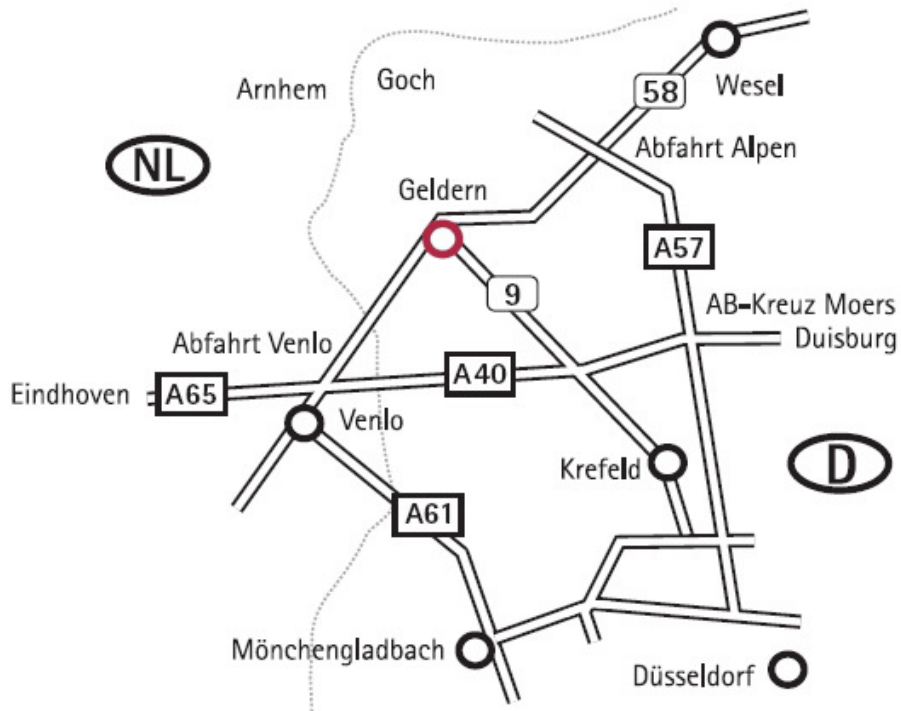 Arnhem
Goch
58
Wesel
NL
Abfahrt Alpen
Geldern
A57
9
AB-Kreuz Moers
Duisburg
Abfahrt Venlo
A40
Eindhoven
A65
Venlo
Krefeld
D
A61
Mönchengladbach
Düsseldorf